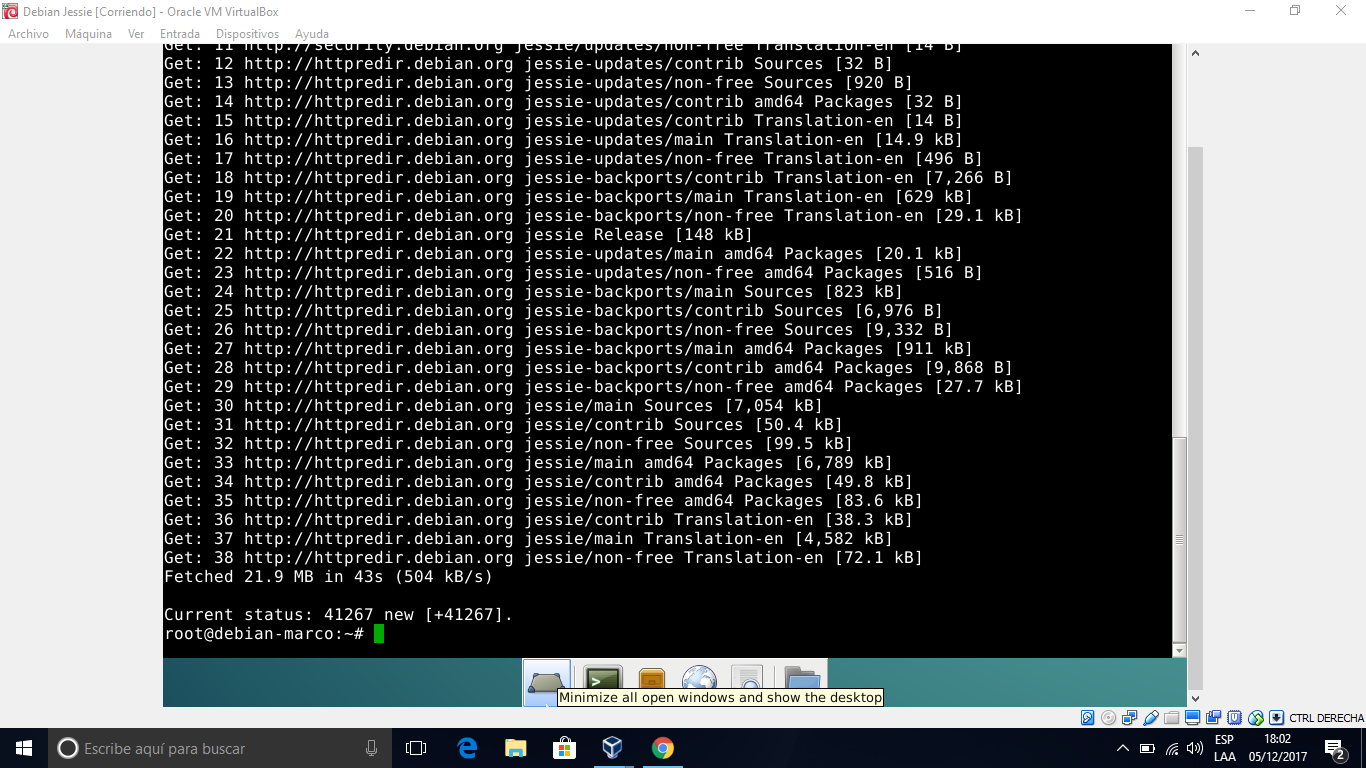 Debian Jessie [Corriendo] - Oracle VM VirtualBox
Archivo Máquina Ver Entrada Dispositivos Ayuda
Get: 11 http://security.debian.org jessie/updates/non-free Translation-en [14 B]
Get: 12 http://httpredir.debian.org jessie-updates/contrib Sources [32 B]
Get: 13 http://httpredir.debian.org jessie-updates/non-free Sources [920 B]
Get: 14 http://httpredir.debian.org jessie-updates/contrib amd64 Packages [32 B]
Get: 15 http://httpredir.debian.org jessie-updates/contrib Translation-en [14 B]
Get: 16 http://httpredir.debian.org jessie-updates/main Translation-en [14.9 kB]
Get: 17 http://httpredir.debian.org jessie-updates/non-free Translation-en [496 B]
Get: 18 http://httpredir.debian.org jessie-backports/contrib Translation-en [7,266 B]
Get: 19 http://httpredir.debian.org jessie-backports/main Translation-en [629 kB]
Get: 20 http://httpredir.debian.org jessie-backports/non-free Translation-en [29.1 kB]
Get: 21 http://httpredir.debian.org jessie Release [148 kB]
Get: 22 http://httpredir.debian.org jessie-updates/main amd64 Packages [20.1 kB]
Get: 23 http://httpredir.debian.org jessie-updates/non-free amd64 Packages [516 B]
Get: 24 http://httpredir.debian.org jessie-backports/main Sources [823 kB]
Get: 25 http://httpredir.debian.org jessie-backports/contrib Sources [6,976 B]
Get: 26 http://httpredir.debian.org jessie-backports/non-free Sources [9,332 B]
Get: 27 http://httpredir.debian.org jessie-backports/main amd64 Packages [911 kB]
Get: 28 http://httpredir.debian.org jessie-backports/contrib amd64 Packages [9,868 B]
Get: 29 http://httpredir.debian.org jessie-backports/non-free amd64 Packages [27.7 kB]
Get: 30 http://httpredir.debian.org jessie/main Sources [7,054 kB]
Get: 31 http://httpredir.debian.org jessie/contrib Sources [50.4 kB]
Get: 32 http://httpredir.debian.org jessie/non-free Sources [99.5 kB]
Get: 33 http://httpredir.debian.org jessie/main amd64 Packages [6,789 kB]
Get: 34 http://httpredir.debian.org jessie/contrib amd64 Packages [49.8 kB]
Get: 35 http://httpredir.debian.org jessie/non-free amd64 Packages [83.6 kB]
Get: 36 http://httpredir.debian.org jessie/contrib Translation-en [38.3 kB]
Get: 37 http://httpredir.debian.org jessie/main Translation-en [4,582 kB]
Get: 38 http://httpredir.debian.org jessie/non-free Translation-en [72.1 kB]
Fetched 21.9 MB in 43s (504 kB/s)
Current status: 41267 new [+41267].
root@debian-marco:~#
Minimize all open windows and show the desktop
CTRL DERECHA
Escribe aquí para buscar
ESP
LAA
18:02
05/12/2017
2